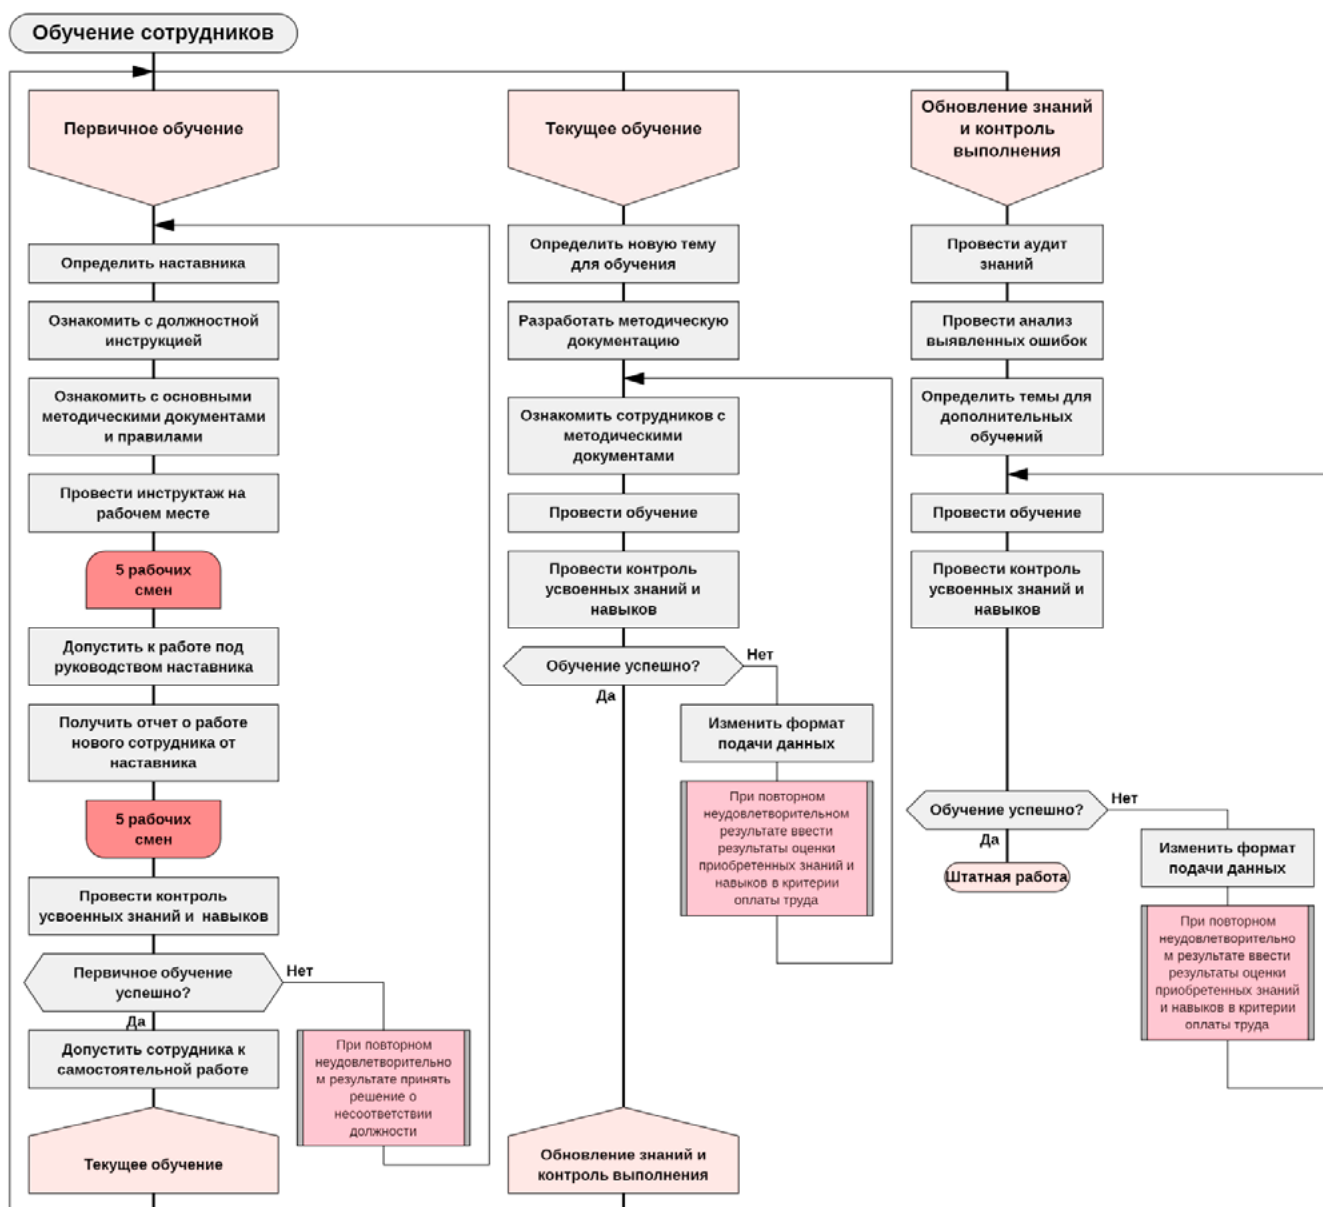 Обучение сотрудников
Первичное обучение
Определить наставника
Ознакомить с должностной
инструкцией
Ознакомить с основными
методическими документами
и правилами
Провести инструктаж на
рабочем месте
5 рабочих
смен
Допустить к работе под
руководством наставника
Получить отчет о работе
нового сотрудника от
наставника
5 рабочих
смен
Провести контроль
усвоенных знаний и навыков
Первичное обучение
успешно?
Нет
Да
При повторном
неудовлетворительно
м результате принять
решение о
несоответствии
должности
Допустить сотрудника к
самостоятельной работе
Текущее обучение
Текущее обучение
Определить новую тему
для обучения
Разработать методическую
документацию
Ознакомить сотрудников с
методическими
документами
Провести обучение
Провести контроль
усвоенных знаний и
навыков
Обучение успешно?
Нет
Да
Изменить формат
подачи данных
При повторном
неудовлетворительном
результате ввести
результаты оценки
приобретенных знаний и
навыков в критерии
оплаты труда
Обновление знаний и
контроль выполнения
Обновление знаний
и контроль
выполнения
Провести аудит
знаний
Провести анализ
выявленных ошибок
Определить темы для
дополнительных
обучений
Провести обучение
Провести контроль
усвоенных знаний и
навыков
Обучение успешно?
Нет
Да
Штатная работа
Изменить формат
подачи данных
При повторном
неудовлетворительно
м результате ввести
результаты оценки
приобретенных знаний
и навыков в критерии
оплаты труда